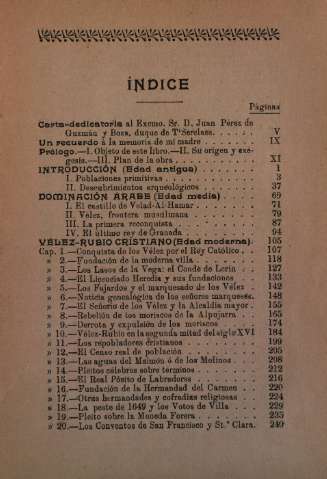 ÍNDICE
Páginas
Carta-dedicatoria al Excmo. Sr. D. Juan Pérez de
Guzmán y Boza, duque de T'Serclaes. . . . . . V
Un recuerdo á la memoria de mi madre . . . . . IX
Prólogo.—I. Objeto de este libro.—II. Su origen y exe-
gesis.—III. Plan de la obra . . . . . . . . . XI
INTRODUCCIÓN (Edad antigua) . . . . . . . 1
I. Poblaciones primitivas . . . . . . . . . 3
II. Descubrimientos arqueológicos . . . . . . 37
DOMINACIÓN ÁRABE (Edad media) . . . . . . 69
I. El castillo de Velad-Al-Hamar . . . . . . 71
II. Vélez, frontera musulmana . . . . . . . 79
III. La primera reconquista . . . . . . . . 87
IV. El último rey de Granada . . . . . . . 94
VÉLEZ-RUBIO CRISTIANO (Edad moderna). 105
Cap. 1.—Conquista de los Vélez por el Rey Católico. . 107
» 2.—Fundación de la moderna villa . . . . . . 118
» 3.—Los Lasos de la Vega: el Conde de Lerin . . 127
» 4.—El Licenciado Heredia y sus fundaciones . . 133
» 5.—Los Fajardos y el marquesado de los Vélez . 142
» 6.—Noticia genealógica de los señores marqueses. 148
» 7.—El Señorío de los Vélez y la Alcaldía mayor . 155
» 8.—Rebelión de los moriscos de la Alpujarra . . 165
» 9.—Derrota y expulsión de los moriscos . . . . 174
» 10.—Vélez-Rubio en la segunda mitad del siglo XVI 184
» 11.—Los repobladores cristianos . . . . . . . 199
» 12.—El Censo real de población . . . . . . . 205
» 13.—Las aguas del Maimón ó de los Molinos . . . 208
» 14.—Pleitos célebres sobre términos . . . . . . 212
» 15.—El Real Pósito de Labradores . . . . . . 216
» 16.—Fundación de la Hermandad del Carmen . . 220
» 17.—Otras hermandades y cofradías religiosas . . 224
» 18.—La peste de 1649 y los Votos de Villa . . . 229
» 19.—Pleito sobre la Moneda Forera . . . . . . 235
» 20.—Los Conventos de San Francisco y Stª. Clara. 249